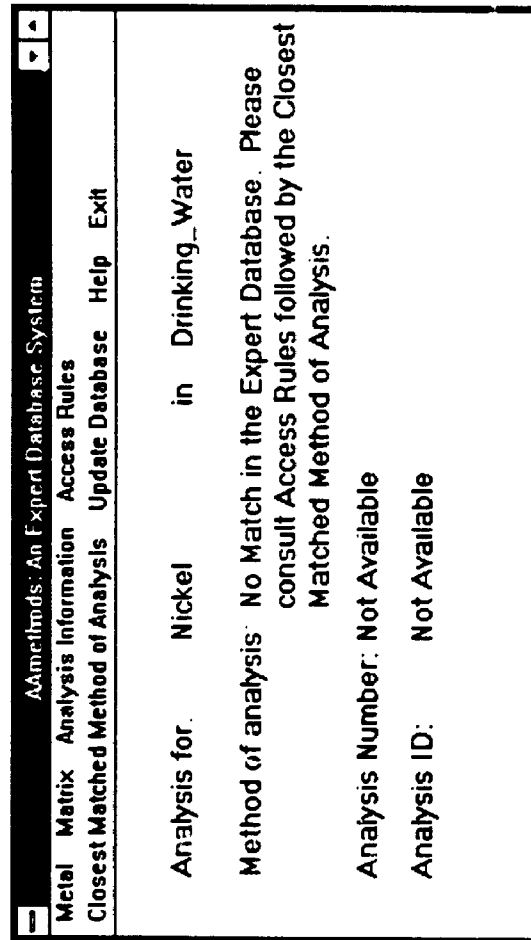 AAmethods: An Expert Database System
Metal Matrix Analysis Information Access Rules
Closest Matched Method of Analysis Update Database Help Exit
Analysis for. Nickel in Drinking_Water
Method of analysis: No Match in the Expert Database. Please
consult Access Rules followed by the Closest
Matched Method of Analysis.
Analysis Number: Not Available
Analysis ID: Not Available